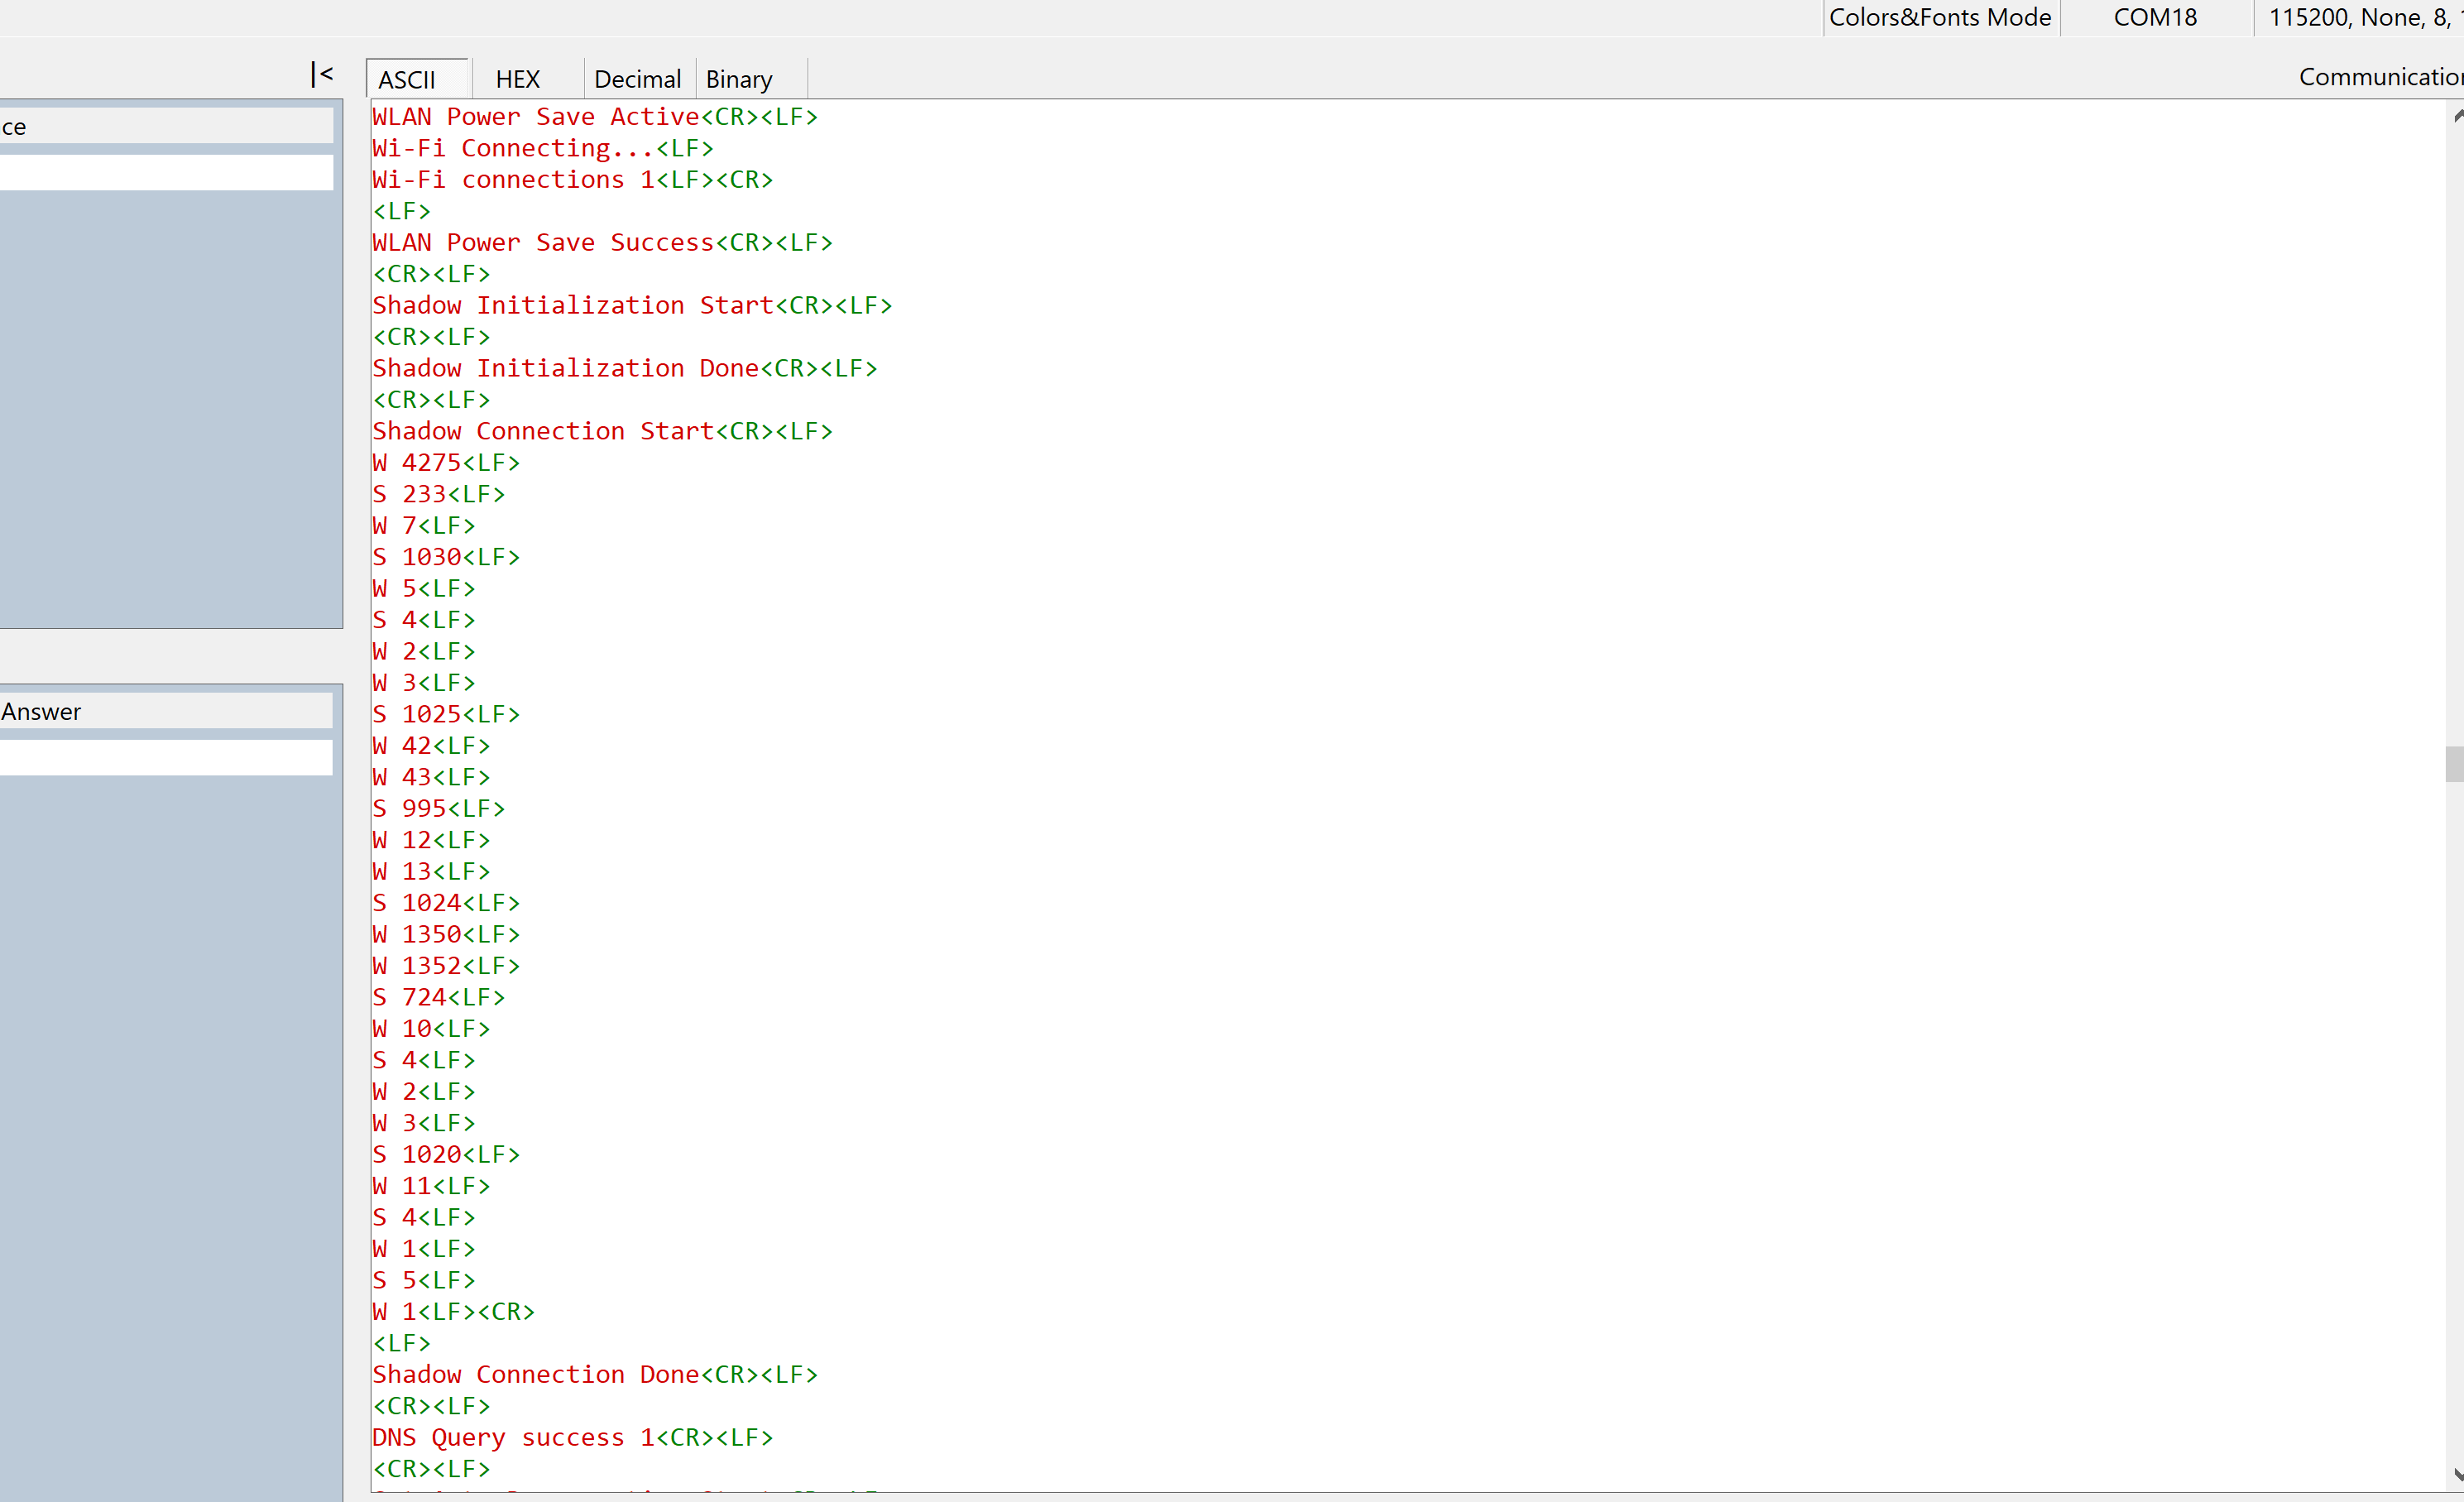 Colors&Fonts Mode COM18 115200, None, 8,
|< ASCII HEX Decimal Binary
ce
Answer
WLAN Power Save Active<CR><LF>
Wi-Fi Connecting...<LF>
Wi-Fi connections 1<LF><CR>
<LF>
WLAN Power Save Success<CR><LF>
<CR><LF>
Shadow Initialization Start<CR><LF>
<CR><LF>
Shadow Initialization Done<CR><LF>
<CR><LF>
Shadow Connection Start<CR><LF>
W 4275<LF>
S 233<LF>
W 7<LF>
S 1030<LF>
W 5<LF>
S 4<LF>
W 2<LF>
W 3<LF>
S 1025<LF>
W 42<LF>
W 43<LF>
S 995<LF>
W 12<LF>
W 13<LF>
S 1024<LF>
W 1350<LF>
W 1352<LF>
S 724<LF>
W 10<LF>
S 4<LF>
W 2<LF>
W 3<LF>
S 1020<LF>
W 11<LF>
S 4<LF>
W 1<LF>
S 5<LF>
W 1<LF><CR>
<LF>
Shadow Connection Done<CR><LF>
<CR><LF>
DNS Query success 1<CR><LF>
<CR><LF>